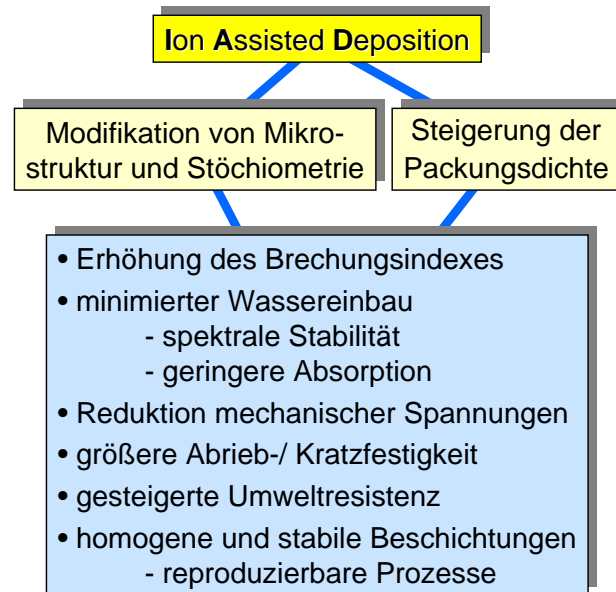 Ion Assisted Deposition
Modifikation von Mikro-
struktur und Stöchiometrie
Steigerung der
Packungsdichte
• Erhöhung des Brechungsindexes
• minimierter Wassereinbau
- spektrale Stabilität
- geringere Absorption
• Reduktion mechanischer Spannungen
• größere Abrieb-/ Kratzfestigkeit
• gesteigerte Umweltresistenz
• homogene und stabile Beschichtungen
- reproduzierbare Prozesse